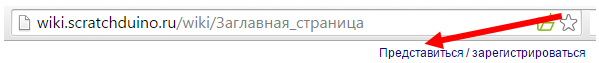 wiki.scratchduino.ru/wiki/Заглавная_страница
Представиться / зарегистрироваться